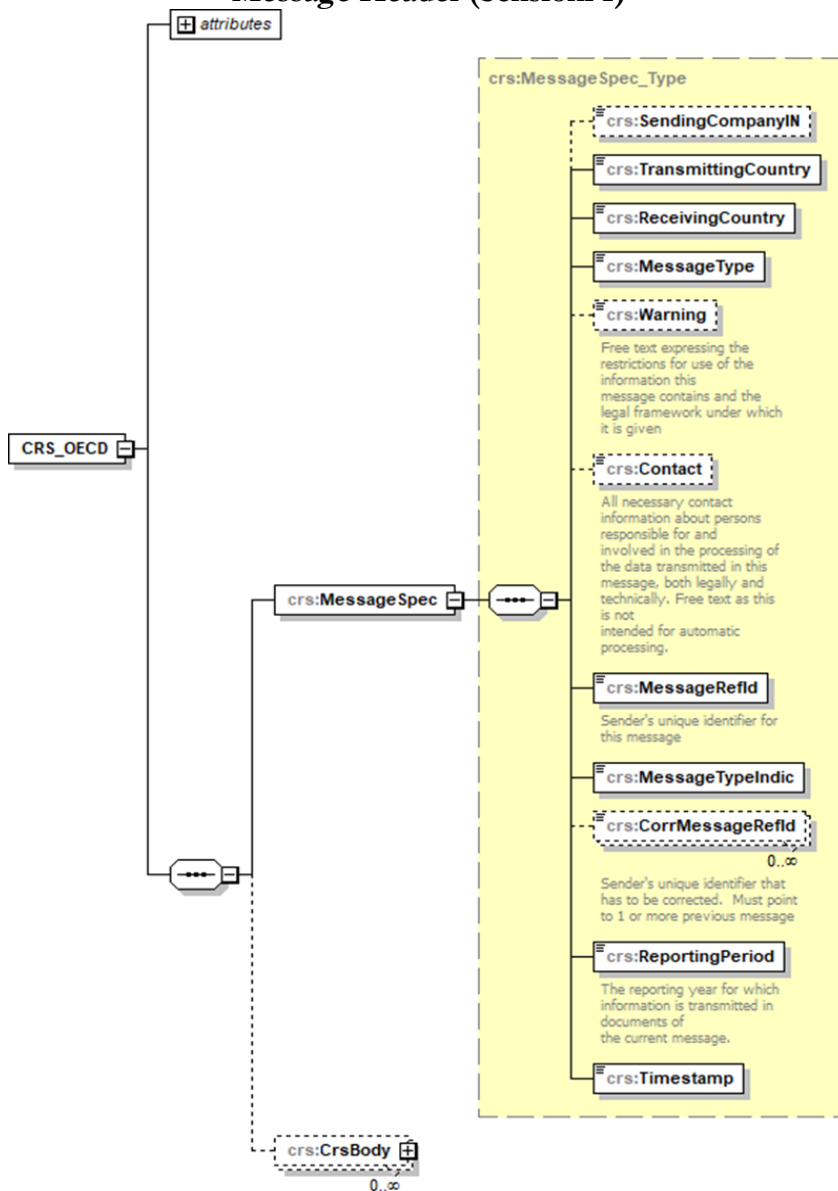 Message Header (Sension I)
attributes
crs:MessageSpec_Type
crs:SendingCompanyIN
crs:TransmittingCountry
crs:ReceivingCountry
crs:MessageType
crs:Warning
Free text expressing the
restrictions for use of the
information this
message contains and the
legal framework under which
it is given
CRS_OECD
crs:Contact
All necessary contact
information about persons
responsible for and
involved in the processing of
the data transmitted in this
message, both legally and
technically. Free text as this
is not
intended for automatic
processing.
crs:MessageSpec
crs:MessageRefId
Sender's unique identifier for
this message
crs:MessageTypeIndic
crs:CorrMessageRefId
0..∞
Sender's unique identifier that
has to be corrected. Must point
to 1 or more previous message
crs:ReportingPeriod
The reporting year for which
information is transmitted in
documents of
the current message.
crs:Timestamp
crs:CrsBody
0..∞